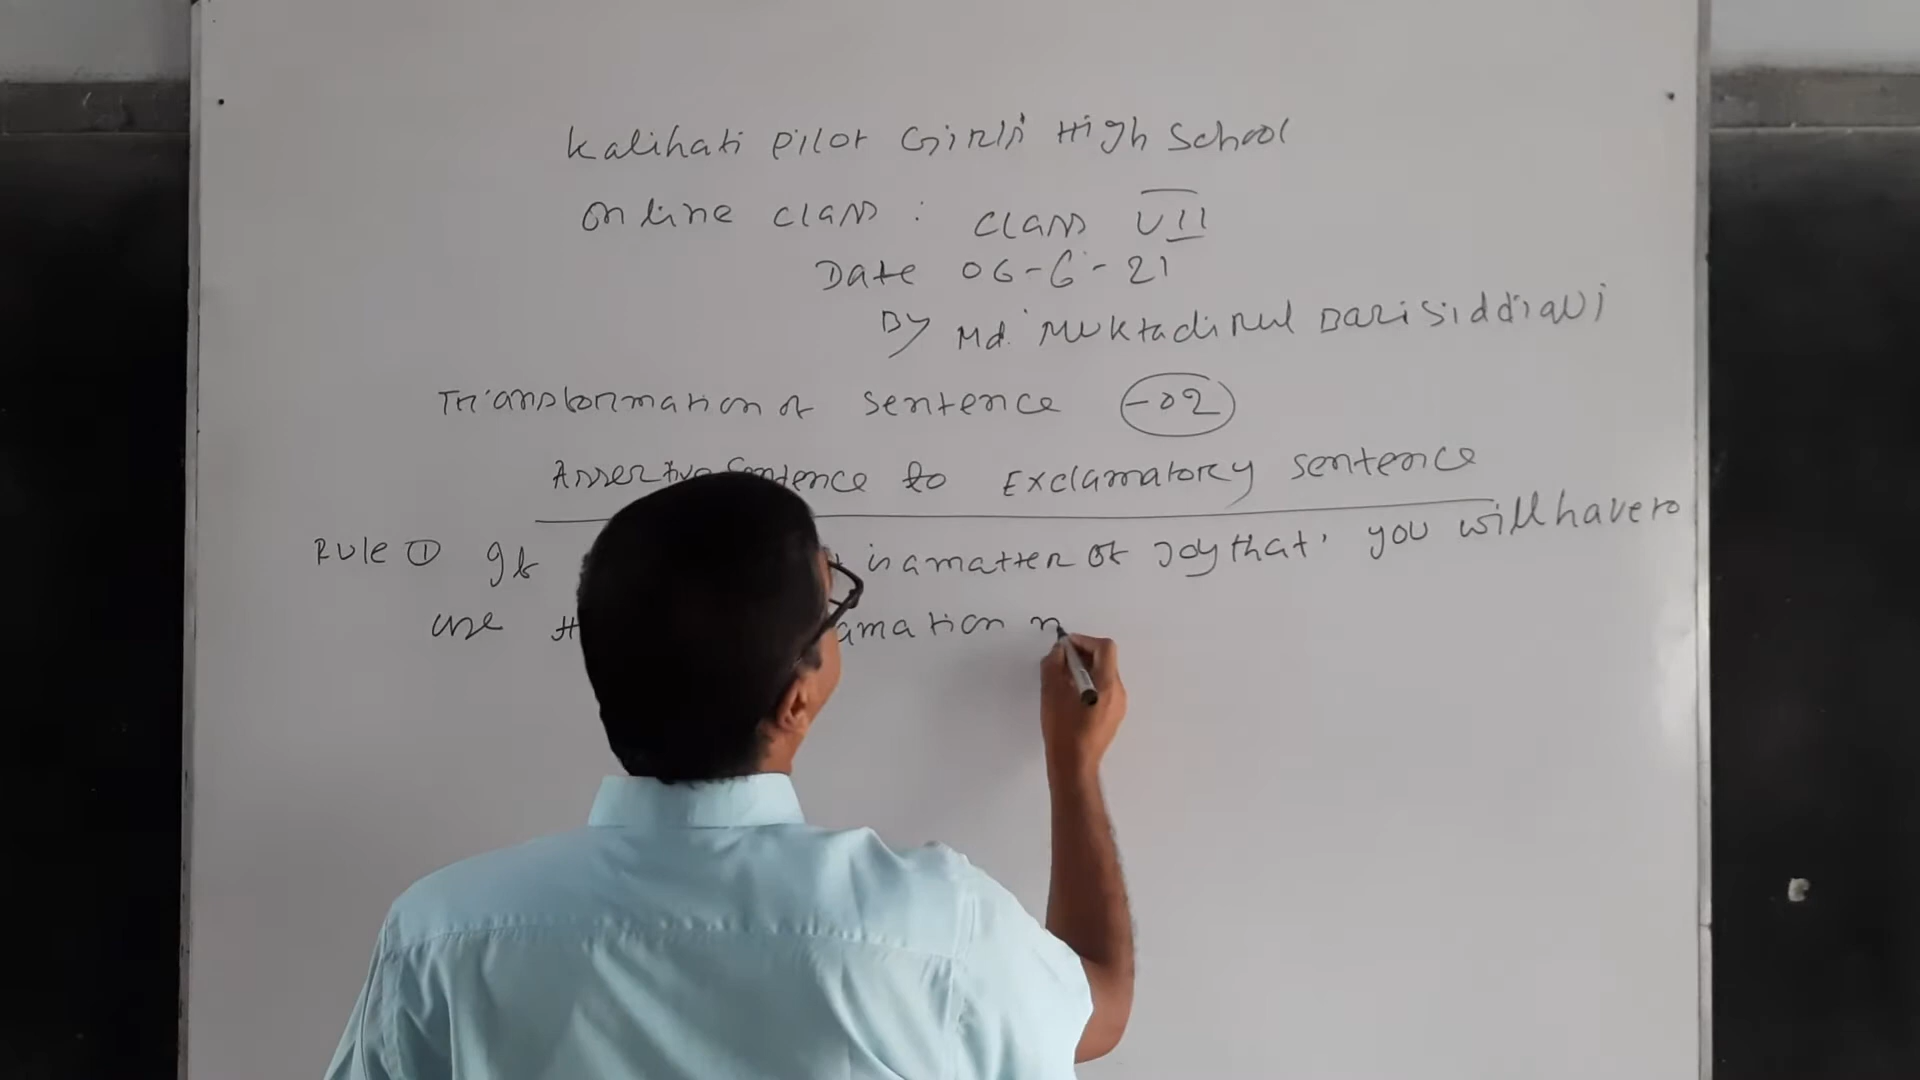 Kalihati Pilot Girls' High School
Online class : Class VII
Date 06-6-21
By Md. Muktadirul Bari Siddiqui
Transformation of Sentence -02
Assertive Sentence to Exclamatory Sentence
Rule ① If is a matter of Joy that' you will have to
use amation